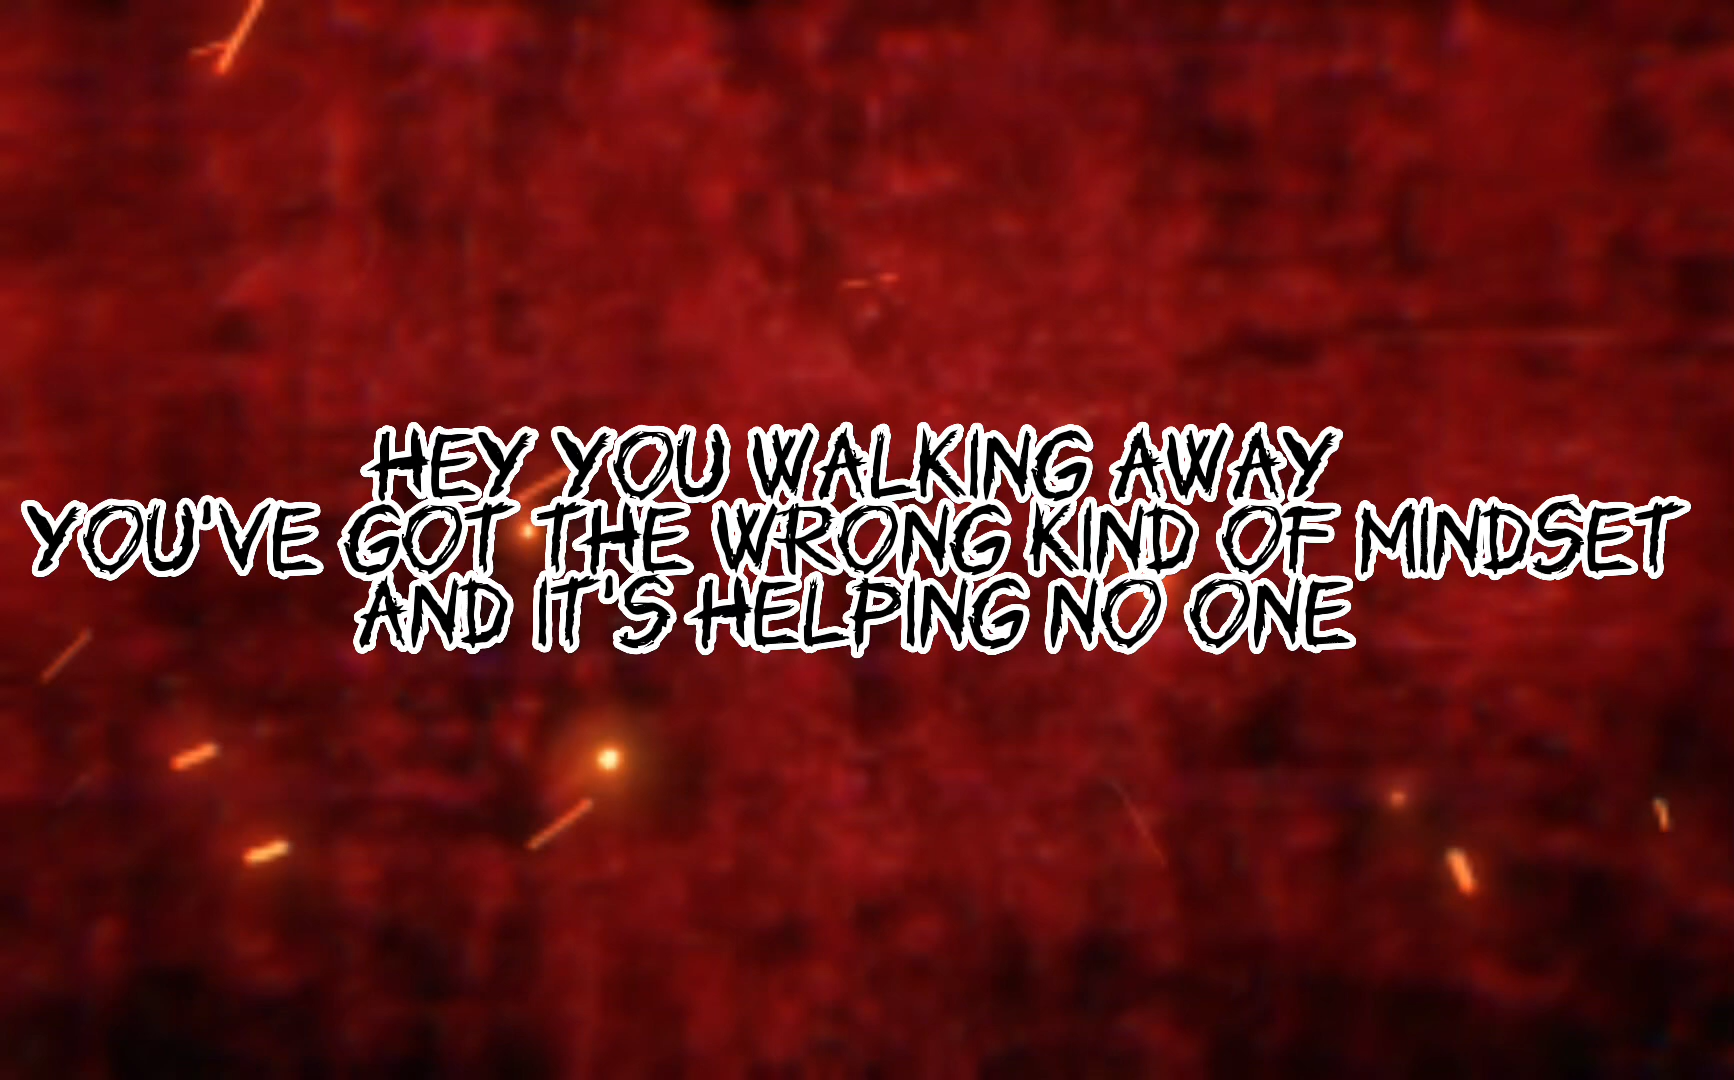 HEY YOU WALKING AWAY
YOU'VE GOT THE WRONG KIND OF MINDSET
AND IT'S HELPING NO ONE